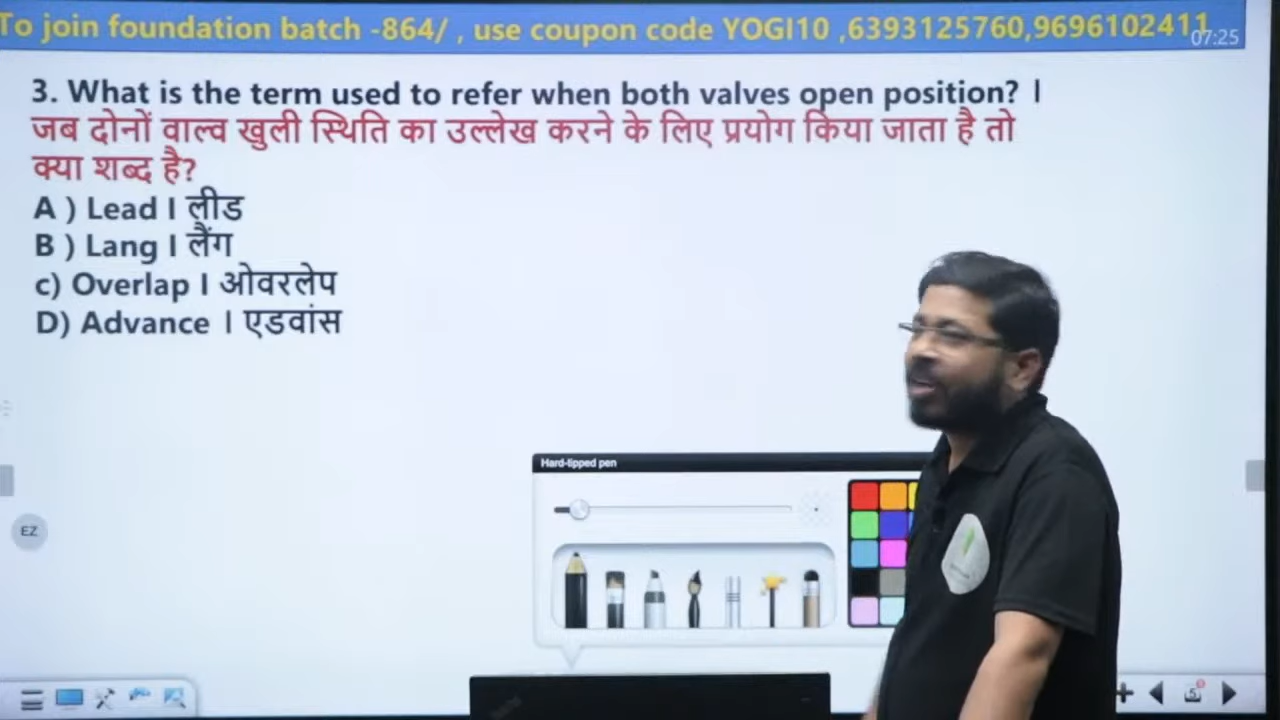 To join foundation batch -864/ , use coupon code YOGI10 ,6393125760,9696102411
07:25
3. What is the term used to refer when both valves open position? |
जब दोनों वाल्व खुली स्थिति का उल्लेख करने के लिए प्रयोग किया जाता है तो
क्या शब्द है?
A ) Lead I लीड
B ) Lang I लैंग
c) Overlap I ओवरलेप
D) Advance I एडवांस
Hard-tipped pen
EZ
5